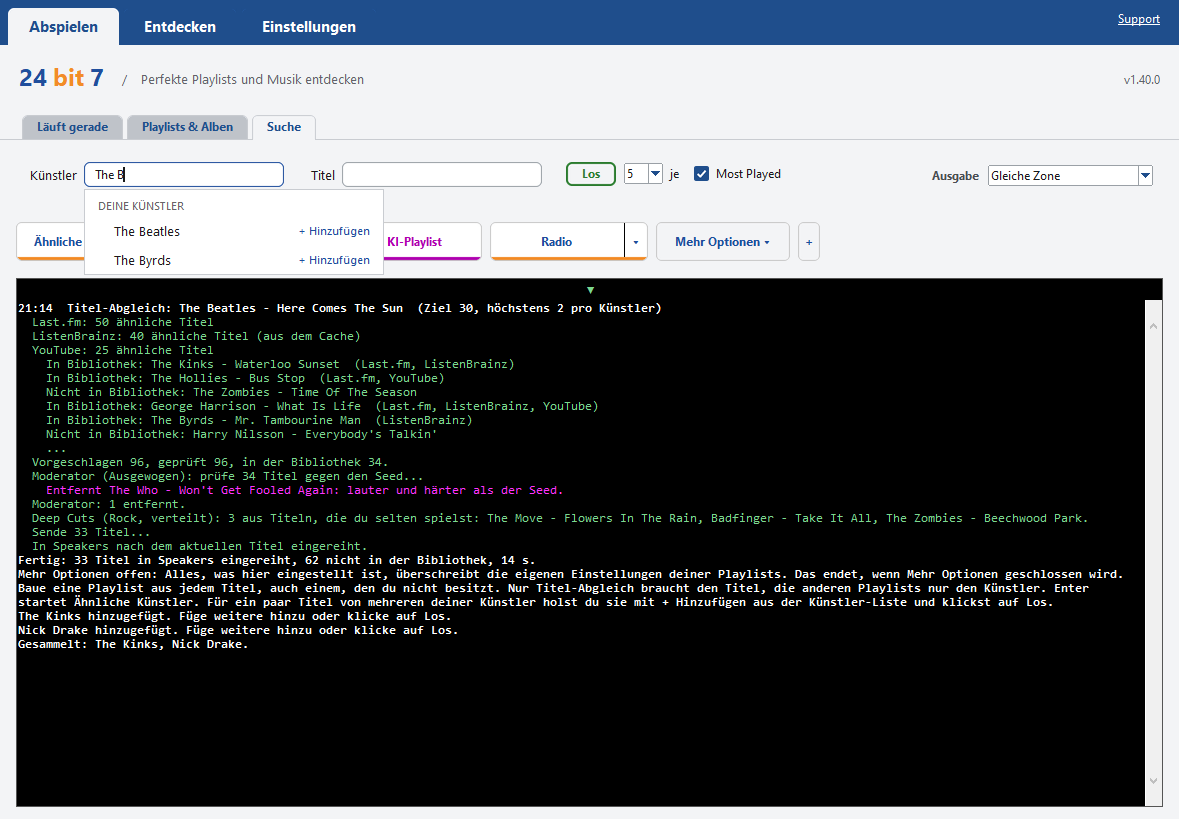 Abspielen Entdecken Einstellungen Support
24 bit 7 / Perfekte Playlists und Musik entdecken v1.40.0
Läuft gerade Playlists & Alben Suche
Künstler The B Titel Los 5 je Most Played Ausgabe Gleiche Zone
DEINE KÜNSTLER
The Beatles + Hinzufügen
The Byrds + Hinzufügen
Ähnliche KI-Playlist Radio Mehr Optionen +
21:14 Titel-Abgleich: The Beatles - Here Comes The Sun (Ziel 30, höchstens 2 pro Künstler)
Last.fm: 50 ähnliche Titel
ListenBrainz: 40 ähnliche Titel (aus dem Cache)
YouTube: 25 ähnliche Titel
In Bibliothek: The Kinks - Waterloo Sunset (Last.fm, ListenBrainz)
In Bibliothek: The Hollies - Bus Stop (Last.fm, YouTube)
Nicht in Bibliothek: The Zombies - Time Of The Season
In Bibliothek: George Harrison - What Is Life (Last.fm, ListenBrainz, YouTube)
In Bibliothek: The Byrds - Mr. Tambourine Man (ListenBrainz)
Nicht in Bibliothek: Harry Nilsson - Everybody's Talkin'
...
Vorgeschlagen 96, geprüft 96, in der Bibliothek 34.
Moderator (Ausgewogen): prüfe 34 Titel gegen den Seed...
Entfernt The Who - Won't Get Fooled Again: lauter und härter als der Seed.
Moderator: 1 entfernt.
Deep Cuts (Rock, verteilt): 3 aus Titeln, die du selten spielst: The Move - Flowers In The Rain, Badfinger - Take It All, The Zombies - Beechwood Park.
Sende 33 Titel...
In Speakers nach dem aktuellen Titel eingereiht.
Fertig: 33 Titel in Speakers eingereiht, 62 nicht in der Bibliothek, 14 s.
Mehr Optionen offen: Alles, was hier eingestellt ist, überschreibt die eigenen Einstellungen deiner Playlists. Das endet, wenn Mehr Optionen geschlossen wird.
Baue eine Playlist aus jedem Titel, auch einem, den du nicht besitzt. Nur Titel-Abgleich braucht den Titel, die anderen Playlists nur den Künstler. Enter
startet Ähnliche Künstler. Für ein paar Titel von mehreren deiner Künstler holst du sie mit + Hinzufügen aus der Künstler-Liste und klickst auf Los.
The Kinks hinzugefügt. Füge weitere hinzu oder klicke auf Los.
Nick Drake hinzugefügt. Füge weitere hinzu oder klicke auf Los.
Gesammelt: The Kinks, Nick Drake.